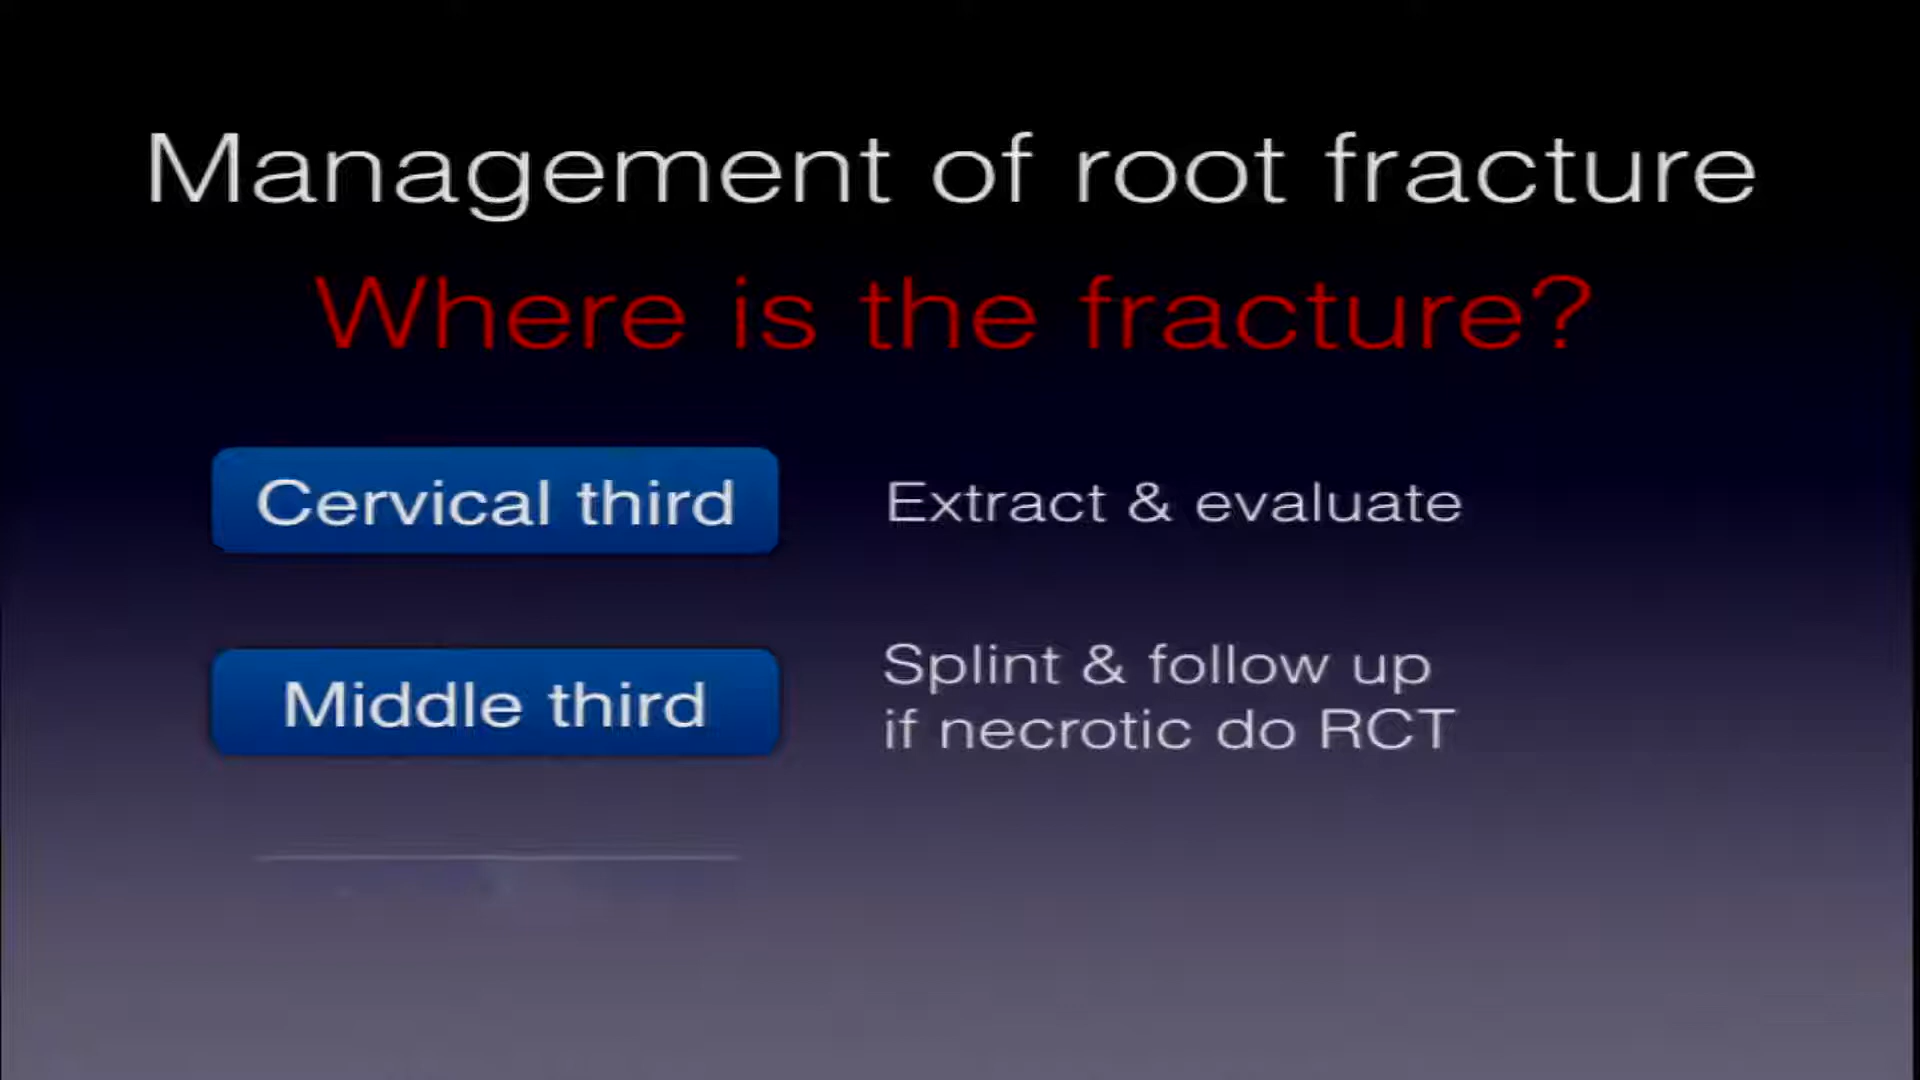 Management of root fracture
Where is the fracture?
Cervical third
Extract & evaluate
Middle third
Splint & follow up
if necrotic do RCT